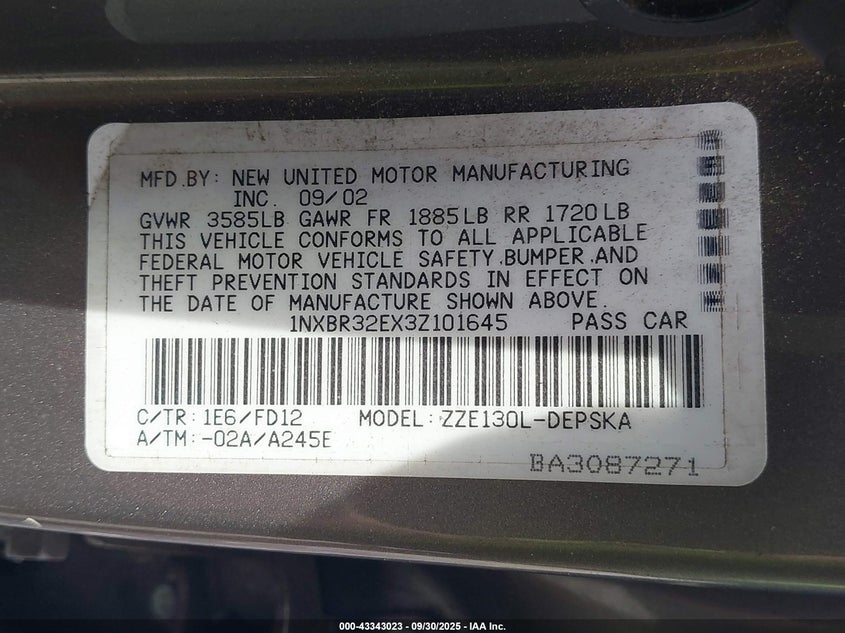 MFD.BY: NEW UNITED MOTOR MANUFACTURING
INC. 09/02
GVWR 3585LB GAWR FR 1885LB RR 1720LB
THIS VEHICLE CONFORMS TO ALL APPLICABLE
FEDERAL MOTOR VEHICLE SAFETY,BUMPER,AND
THEFT PREVENTION STANDARDS IN EFFECT ON
THE DATE OF MANUFACTURE SHOWN ABOVE.
1NXBR32EX3Z101645 PASS CAR
C/TR: 1E6/FD12 MODEL: ZZE130L-DEPSKA
A/TM: -02A/A245E
BA3087271
000-43343023 | 09/30/2025 - IAA Inc.